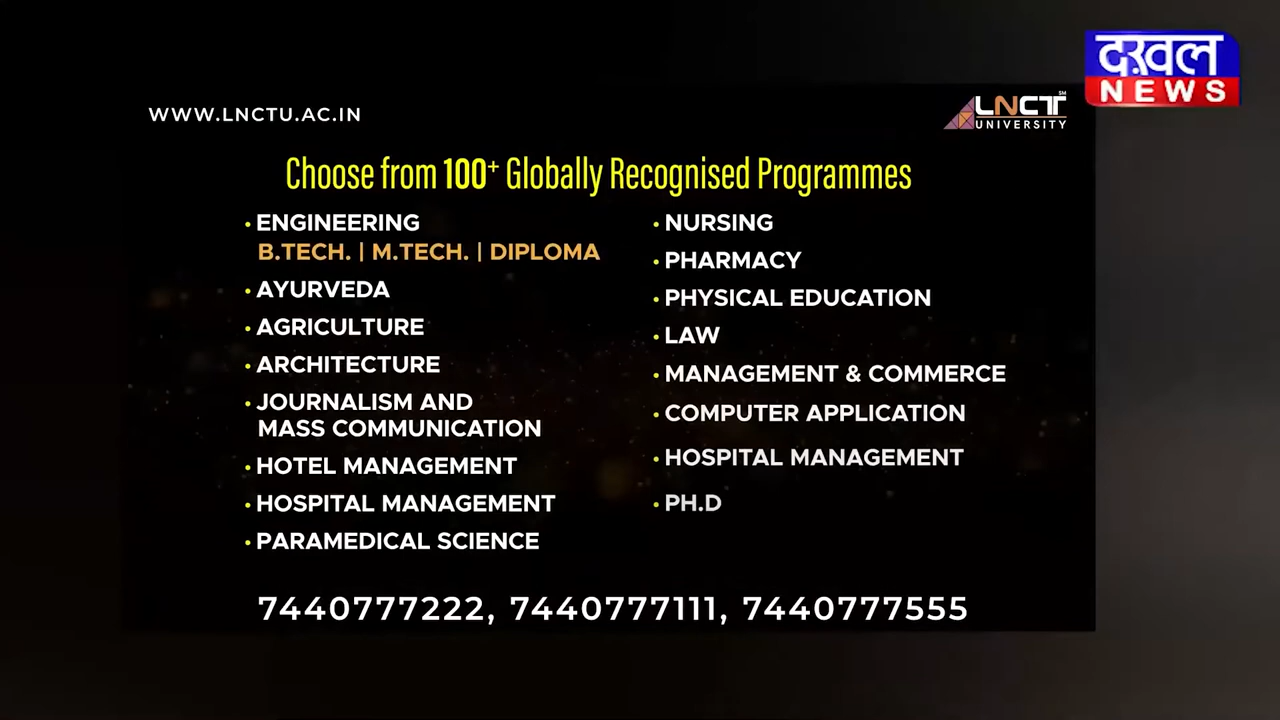 दख़ल
NEWS
WWW.LNCTU.AC.IN
LNCT SM
UNIVERSITY
Choose from 100+ Globally Recognised Programmes
• ENGINEERING
B.TECH. | M.TECH. | DIPLOMA
• AYURVEDA
• AGRICULTURE
• ARCHITECTURE
• JOURNALISM AND
MASS COMMUNICATION
• HOTEL MANAGEMENT
• HOSPITAL MANAGEMENT
• PARAMEDICAL SCIENCE
• NURSING
• PHARMACY
• PHYSICAL EDUCATION
• LAW
• MANAGEMENT & COMMERCE
• COMPUTER APPLICATION
• HOSPITAL MANAGEMENT
• PH.D
7440777222, 7440777111, 7440777555